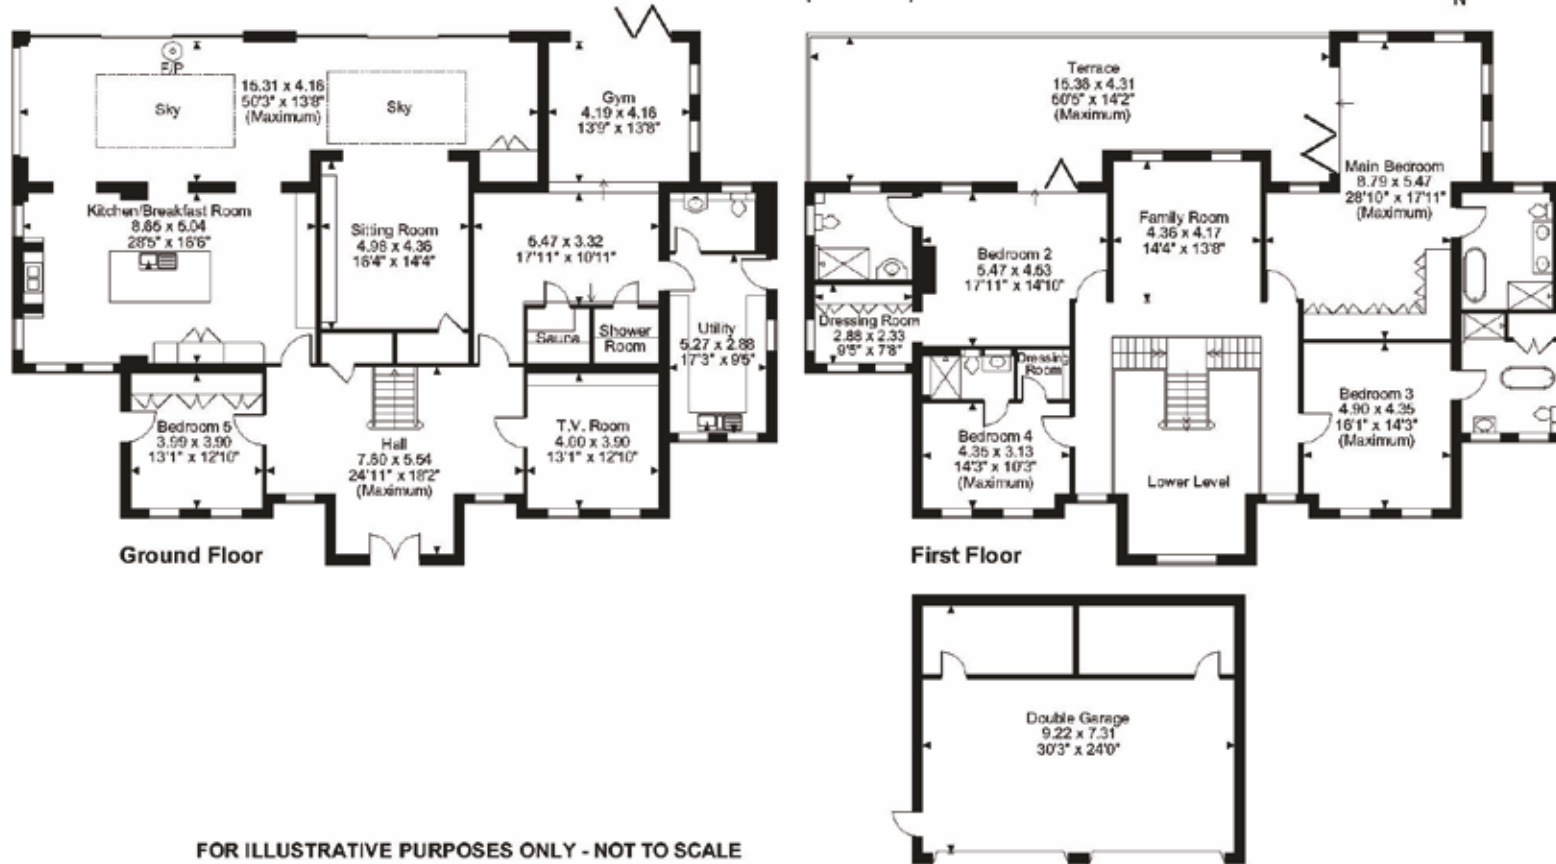 N
F/P
Sky
15.31 x 4.16
50'3" x 13'8"
(Maximum)
Sky
Gym
4.19 x 4.16
13'9" x 13'8"
Kitchen/Breakfast Room
8.65 x 5.04
28'5" x 16'6"
Sitting Room
4.98 x 4.36
16'4" x 14'4"
5.47 x 3.32
17'11" x 10'11"
Sauna
Shower
Room
Utility
5.27 x 2.88
17'3" x 9'5"
Bedroom 5
3.99 x 3.90
13'1" x 12'10"
Hall
7.60 x 5.54
24'11" x 18'2"
(Maximum)
T.V. Room
4.00 x 3.90
13'1" x 12'10"
Ground Floor
Terrace
15.38 x 4.31
50'5" x 14'2"
(Maximum)
Main Bedroom
8.79 x 5.47
28'10" x 17'11"
(Maximum)
Family Room
4.36 x 4.17
14'4" x 13'8"
Bedroom 2
5.47 x 4.53
17'11" x 14'10"
Dressing Room
2.88 x 2.33
9'5" x 7'8"
Dressing
Room
Bedroom 4
4.35 x 3.13
14'3" x 10'3"
(Maximum)
Bedroom 3
4.90 x 4.35
16'1" x 14'3"
(Maximum)
Lower Level
First Floor
Double Garage
9.22 x 7.31
30'3" x 24'0"
FOR ILLUSTRATIVE PURPOSES ONLY - NOT TO SCALE